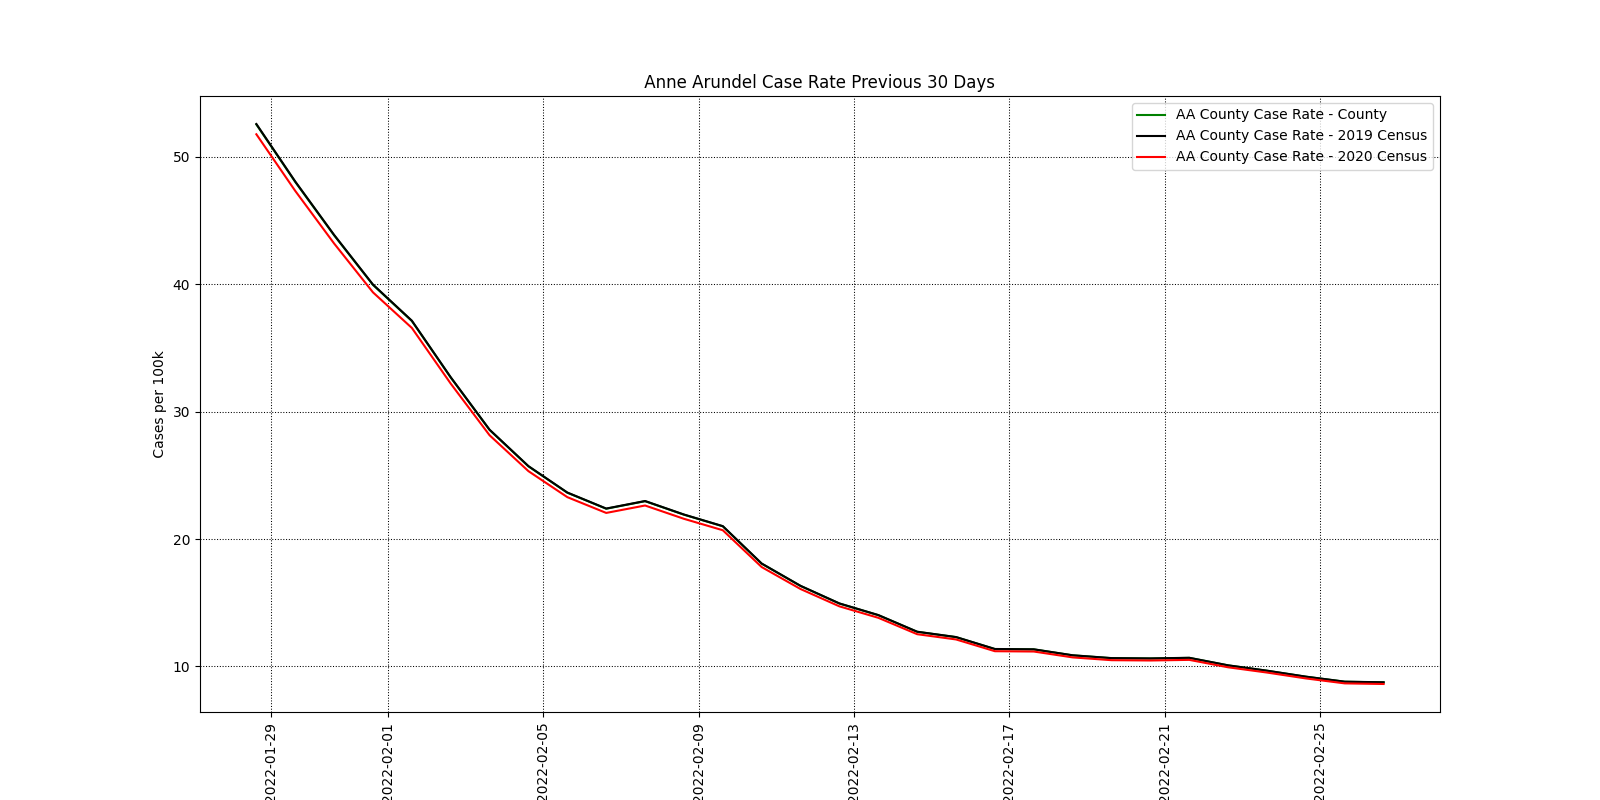 Anne Arundel Case Rate Previous 30 Days
AA County Case Rate - County
AA County Case Rate - 2019 Census
AA County Case Rate - 2020 Census
Cases per 100k
50
40
30
20
10
2022-01-29
2022-02-01
2022-02-05
2022-02-09
2022-02-13
2022-02-17
2022-02-21
2022-02-25